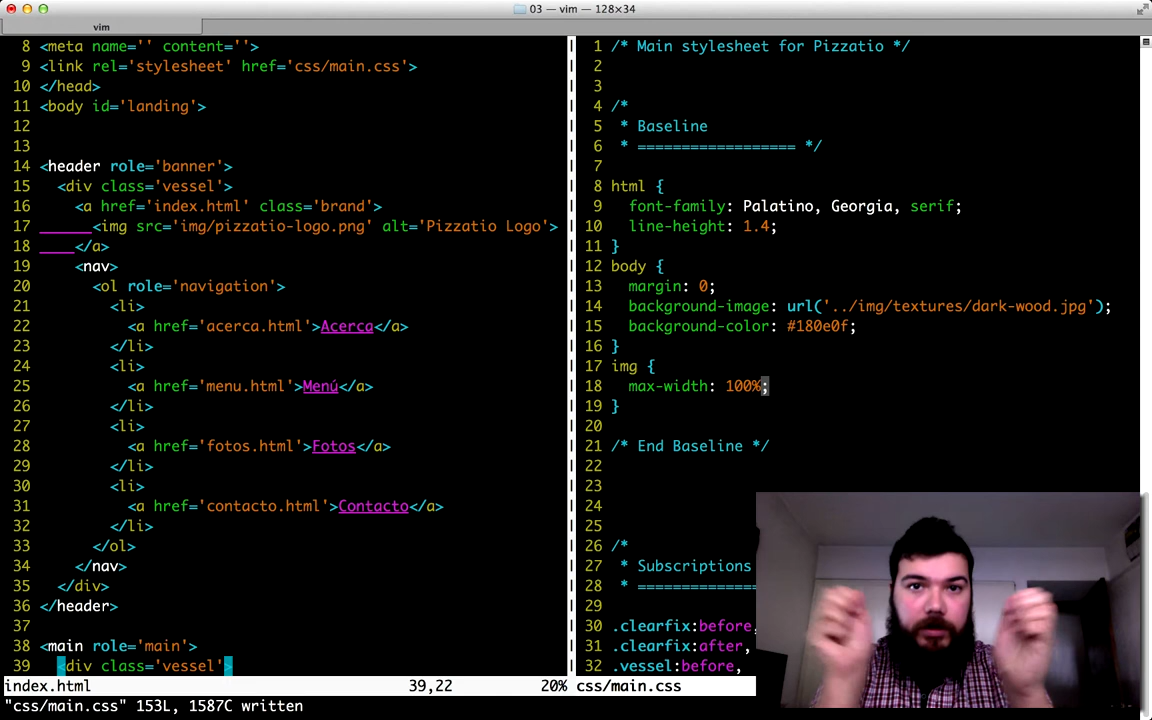 03 — vim — 128×34
vim
8 <meta name='' content=''>
9 <link rel='stylesheet' href='css/main.css'>
10 </head>
11 <body id='landing'>
12
13
14 <header role='banner'>
15 <div class='vessel'>
16 <a href='index.html' class='brand'>
17 <img src='img/pizzatio-logo.png' alt='Pizzatio Logo'>
18 </a>
19 <nav>
20 <ol role='navigation'>
21 <li>
22 <a href='acerca.html'>Acerca</a>
23 </li>
24 <li>
25 <a href='menu.html'>Menú</a>
26 </li>
27 <li>
28 <a href='fotos.html'>Fotos</a>
29 </li>
30 <li>
31 <a href='contacto.html'>Contacto</a>
32 </li>
33 </ol>
34 </nav>
35 </div>
36 </header>
37
38 <main role='main'>
39 <div class='vessel'>
index.html 39,22 20%
1 /* Main stylesheet for Pizzatio */
2
3
4 /*
5 * Baseline
6 * ================== */
7
8 html {
9 font-family: Palatino, Georgia, serif;
10 line-height: 1.4;
11 }
12 body {
13 margin: 0;
14 background-image: url('../img/textures/dark-wood.jpg');
15 background-color: #180e0f;
16 }
17 img {
18 max-width: 100%;
19 }
20
21 /* End Baseline */
22
23
24
25
26 /*
27 * Subscriptions
28 * =============
29
30 .clearfix:before,
31 .clearfix:after,
32 .vessel:before,
css/main.css
"css/main.css" 153L, 1587C written